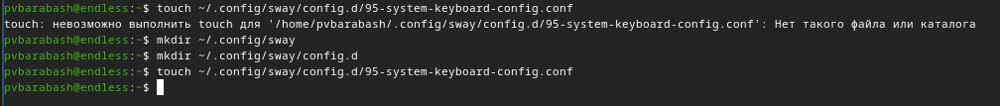 pvbarabash@endless:~$ touch ~/.config/sway/config.d/95-system-keyboard-config.conf
touch: невозможно выполнить touch для '/home/pvbarabash/.config/sway/config.d/95-system-keyboard-config.conf': Нет такого файла или каталога
pvbarabash@endless:~$ mkdir ~/.config/sway
pvbarabash@endless:~$ mkdir ~/.config/sway/config.d
pvbarabash@endless:~$ touch ~/.config/sway/config.d/95-system-keyboard-config.conf
pvbarabash@endless:~$